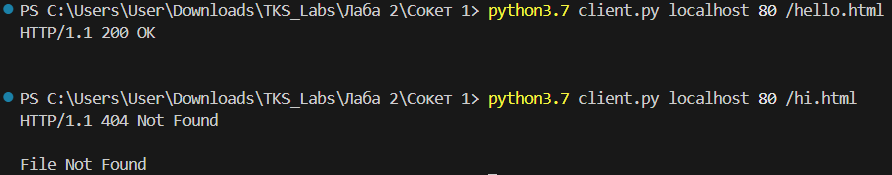 PS C:\Users\User\Downloads\TKS_Labs\Лаба 2\Сокет 1> python3.7 client.py localhost 80 /hello.html
HTTP/1.1 200 OK
PS C:\Users\User\Downloads\TKS_Labs\Лаба 2\Сокет 1> python3.7 client.py localhost 80 /hi.html
HTTP/1.1 404 Not Found
File Not Found